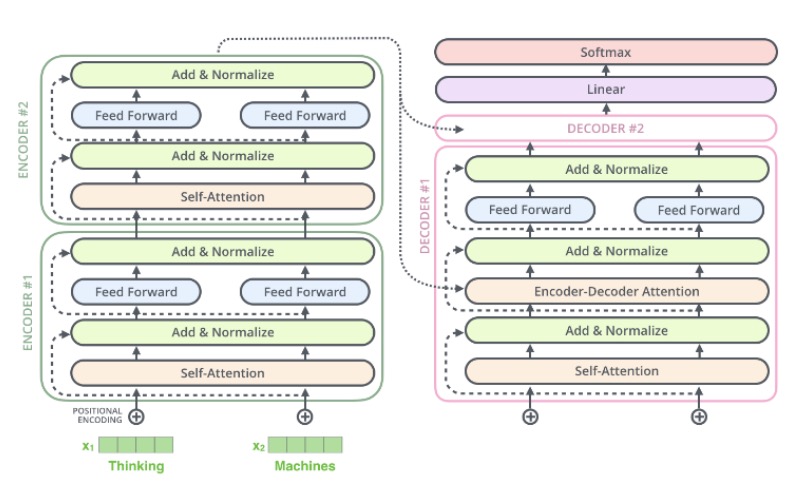 ENCODER #2
Add & Normalize
Feed Forward
Feed Forward
Add & Normalize
Self-Attention
ENCODER #1
Add & Normalize
Feed Forward
Feed Forward
Add & Normalize
Self-Attention
POSITIONAL
ENCODING
x1
x2
Thinking
Machines
Softmax
Linear
DECODER #2
DECODER #1
Add & Normalize
Feed Forward
Feed Forward
Add & Normalize
Encoder-Decoder Attention
Add & Normalize
Self-Attention